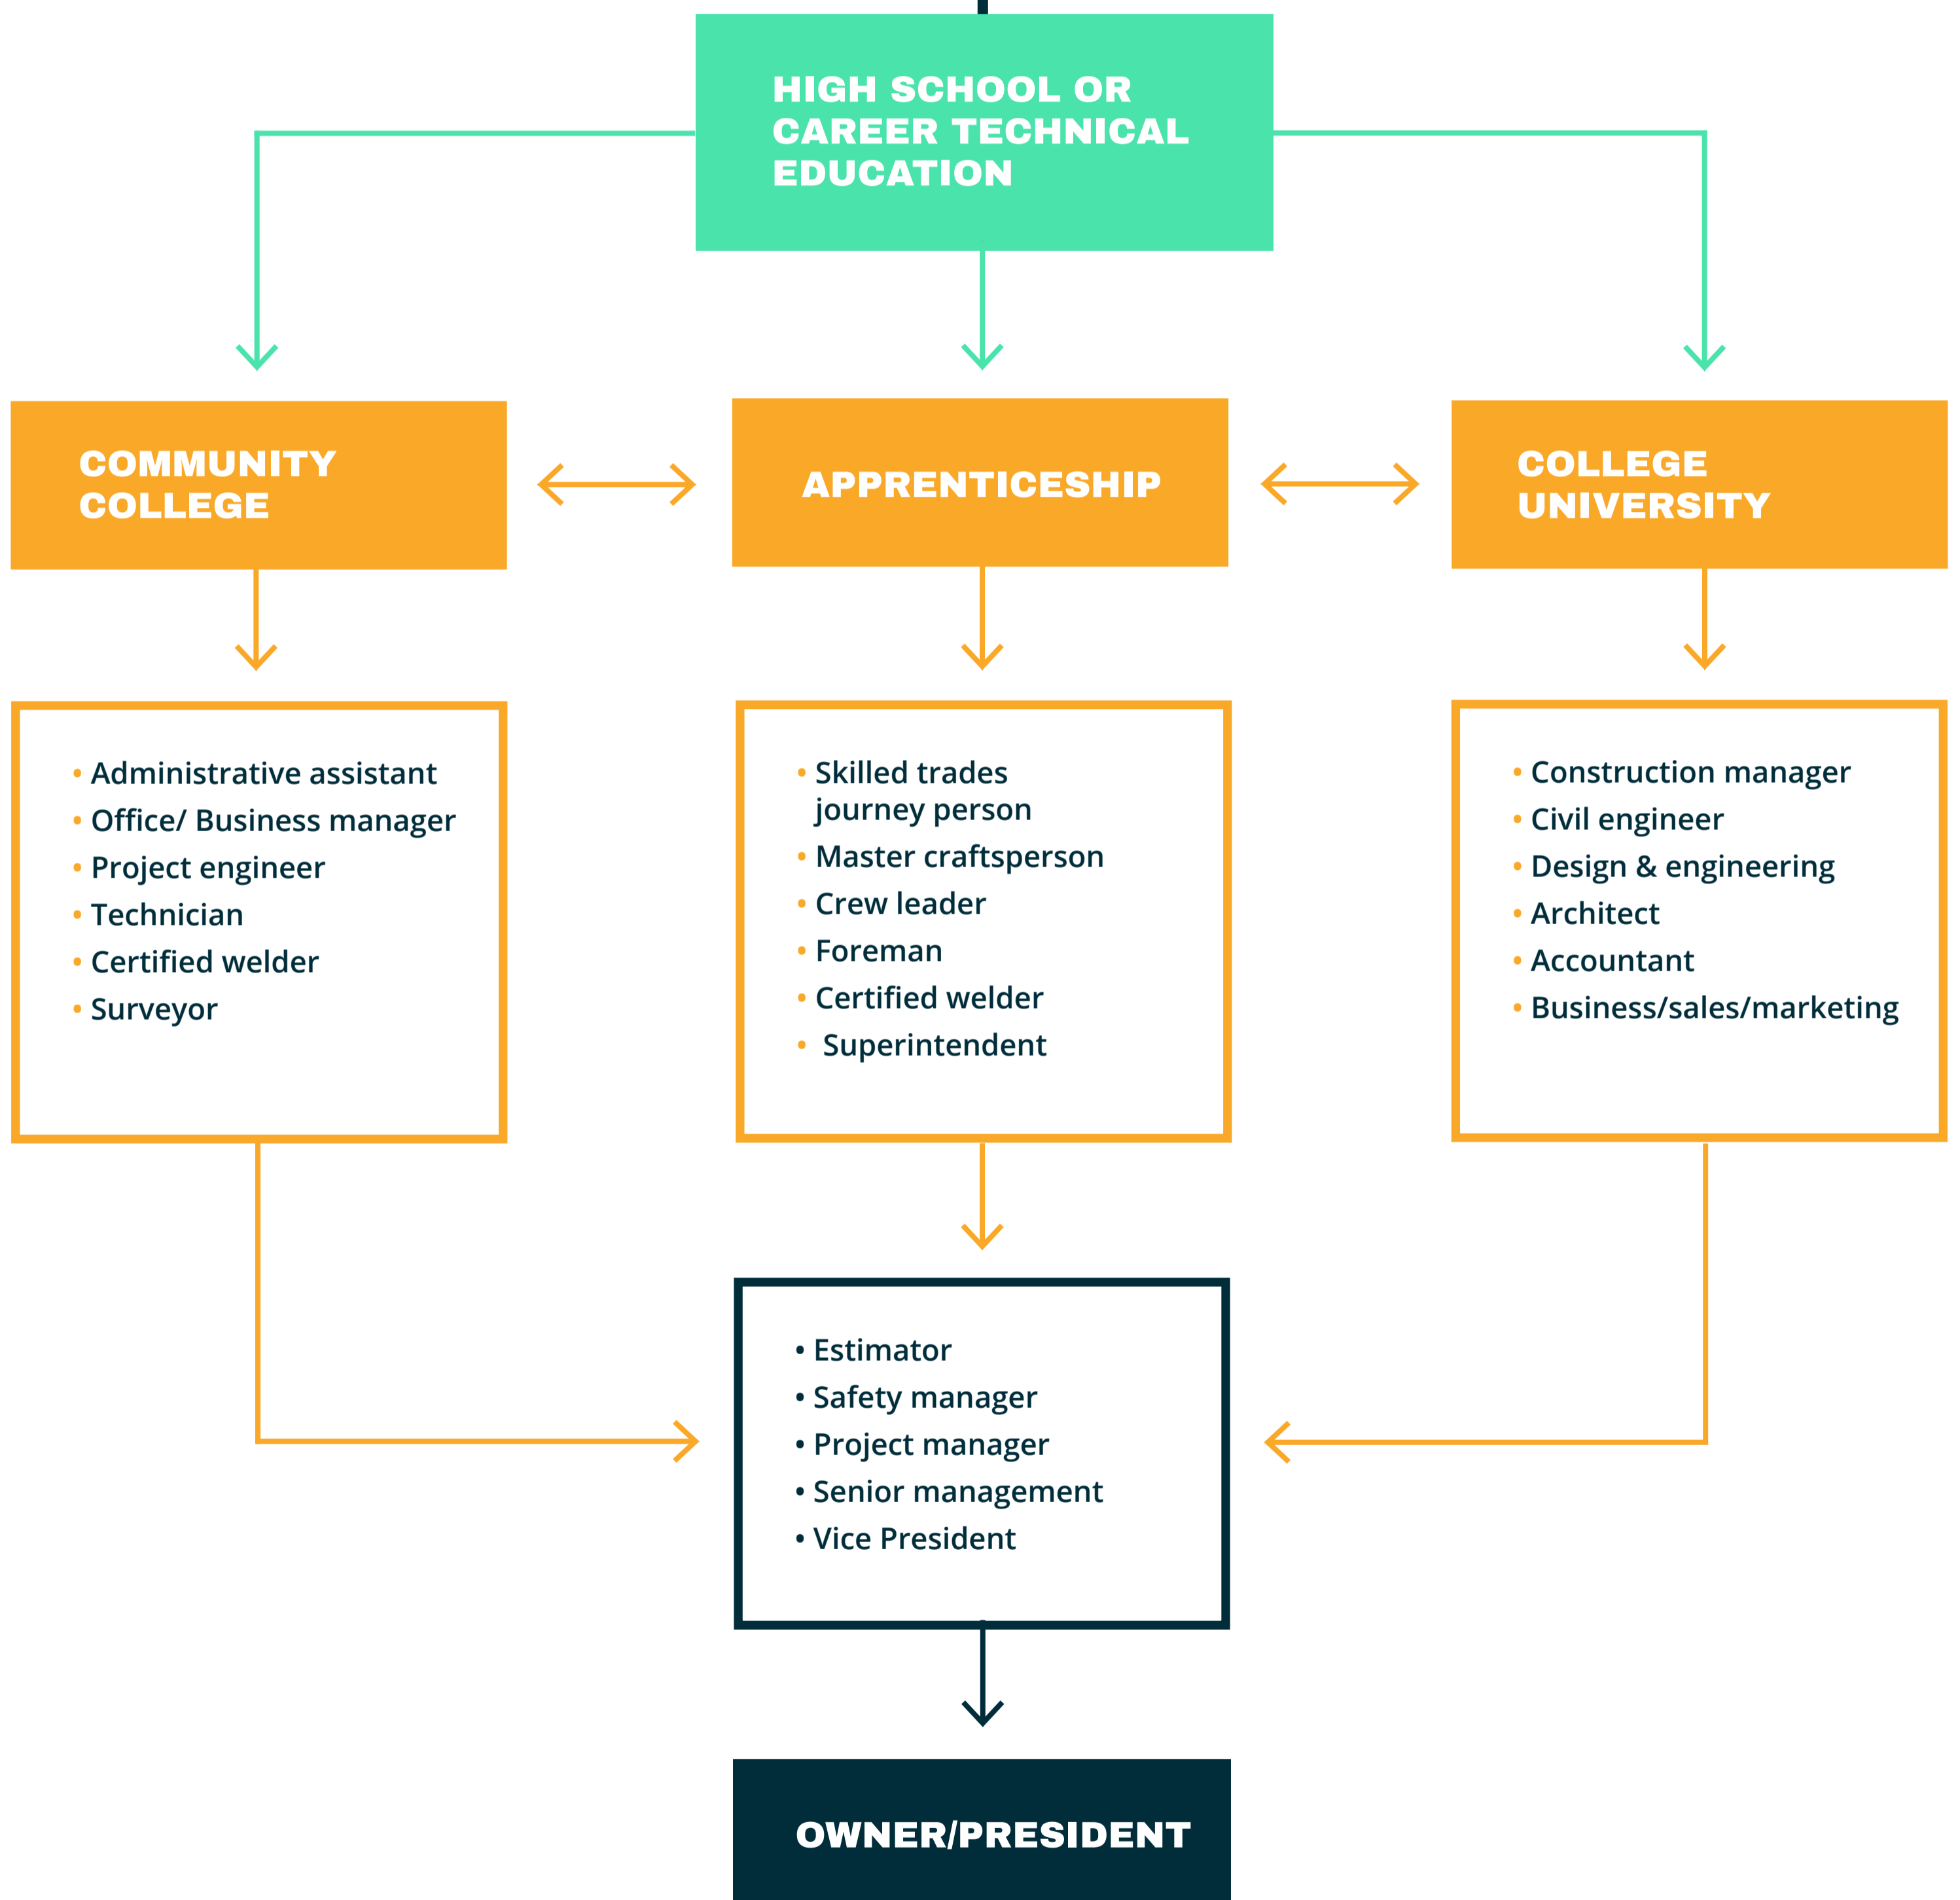 HIGH SCHOOL OR
CAREER TECHNICAL
EDUCATION
COMMUNITY
COLLEGE
APPRENTICESHIP
COLLEGE
UNIVERSITY
• Administrative assistant
• Office/ Business manager
• Project engineer
• Technician
• Certified welder
• Surveyor
• Skilled trades
journey person
• Master craftsperson
• Crew leader
• Foreman
• Certified welder
• Superintendent
• Construction manager
• Civil engineer
• Design & engineering
• Architect
• Accountant
• Business/sales/marketing
• Estimator
• Safety manager
• Project manager
• Senior management
• Vice President
OWNER/PRESIDENT